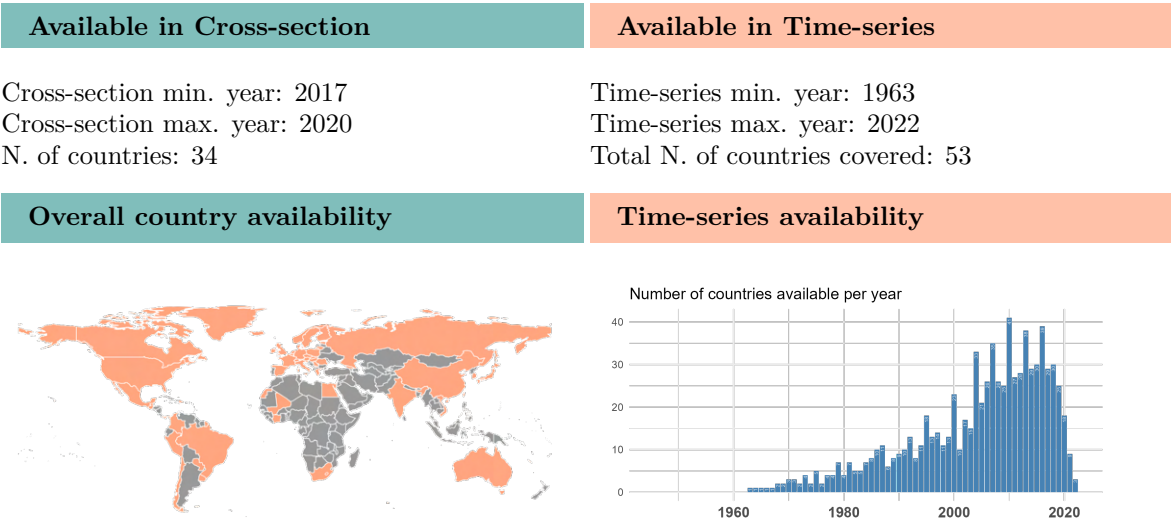 Available in Cross-section
Available in Time-series
Cross-section min. year: 2017
Cross-section max. year: 2020
N. of countries: 34
Time-series min. year: 1963
Time-series max. year: 2022
Total N. of countries covered: 53
Overall country availability
Time-series availability
Number of countries available per year
40
30
20
10
0
1960 1980 2000 2020